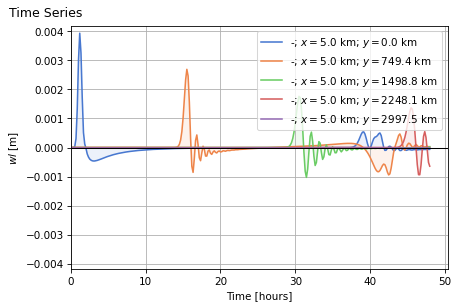 Time Series
-; x = 5.0 km; y = 0.0 km
-; x = 5.0 km; y = 749.4 km
-; x = 5.0 km; y = 1498.8 km
-; x = 5.0 km; y = 2248.1 km
-; x = 5.0 km; y = 2997.5 km
0.004
0.003
0.002
0.001
0.000
−0.001
−0.002
−0.003
−0.004
wl [m]
0 10 20 30 40 50
Time [hours]